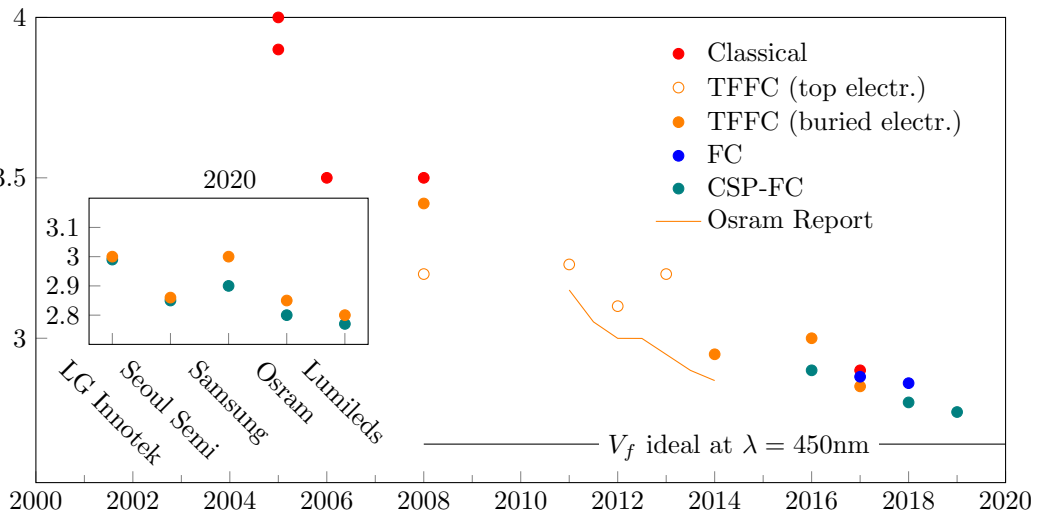 4
3.5
3
Classical
TFFC (top electr.)
TFFC (buried electr.)
FC
CSP-FC
Osram Report
2020
3.1
3
2.9
2.8
LG Innotek
Seoul Semi
Samsung
Osram
Lumileds
V_f ideal at λ = 450nm
2000 2002 2004 2006 2008 2010 2012 2014 2016 2018 2020